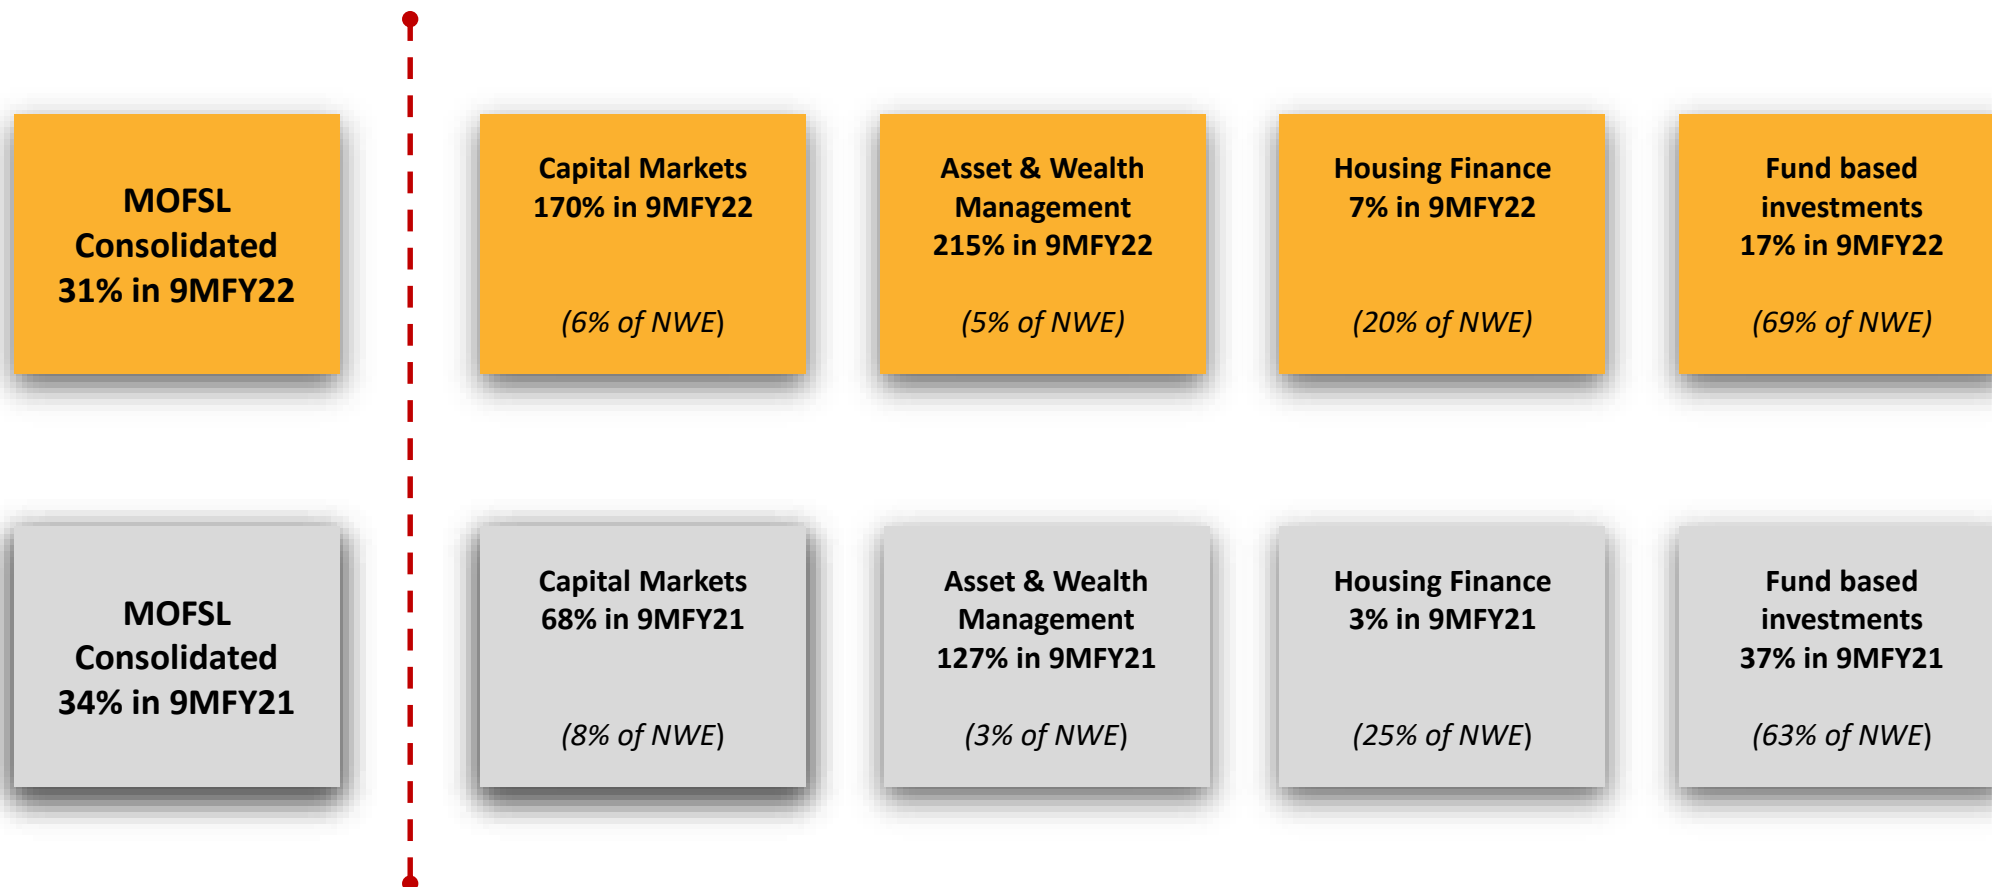 MOFSL
Consolidated
31% in 9MFY22
Capital Markets
170% in 9MFY22
(6% of NWE)
Asset & Wealth
Management
215% in 9MFY22
(5% of NWE)
Housing Finance
7% in 9MFY22
(20% of NWE)
Fund based
investments
17% in 9MFY22
(69% of NWE)
MOFSL
Consolidated
34% in 9MFY21
Capital Markets
68% in 9MFY21
(8% of NWE)
Asset & Wealth
Management
127% in 9MFY21
(3% of NWE)
Housing Finance
3% in 9MFY21
(25% of NWE)
Fund based
investments
37% in 9MFY21
(63% of NWE)